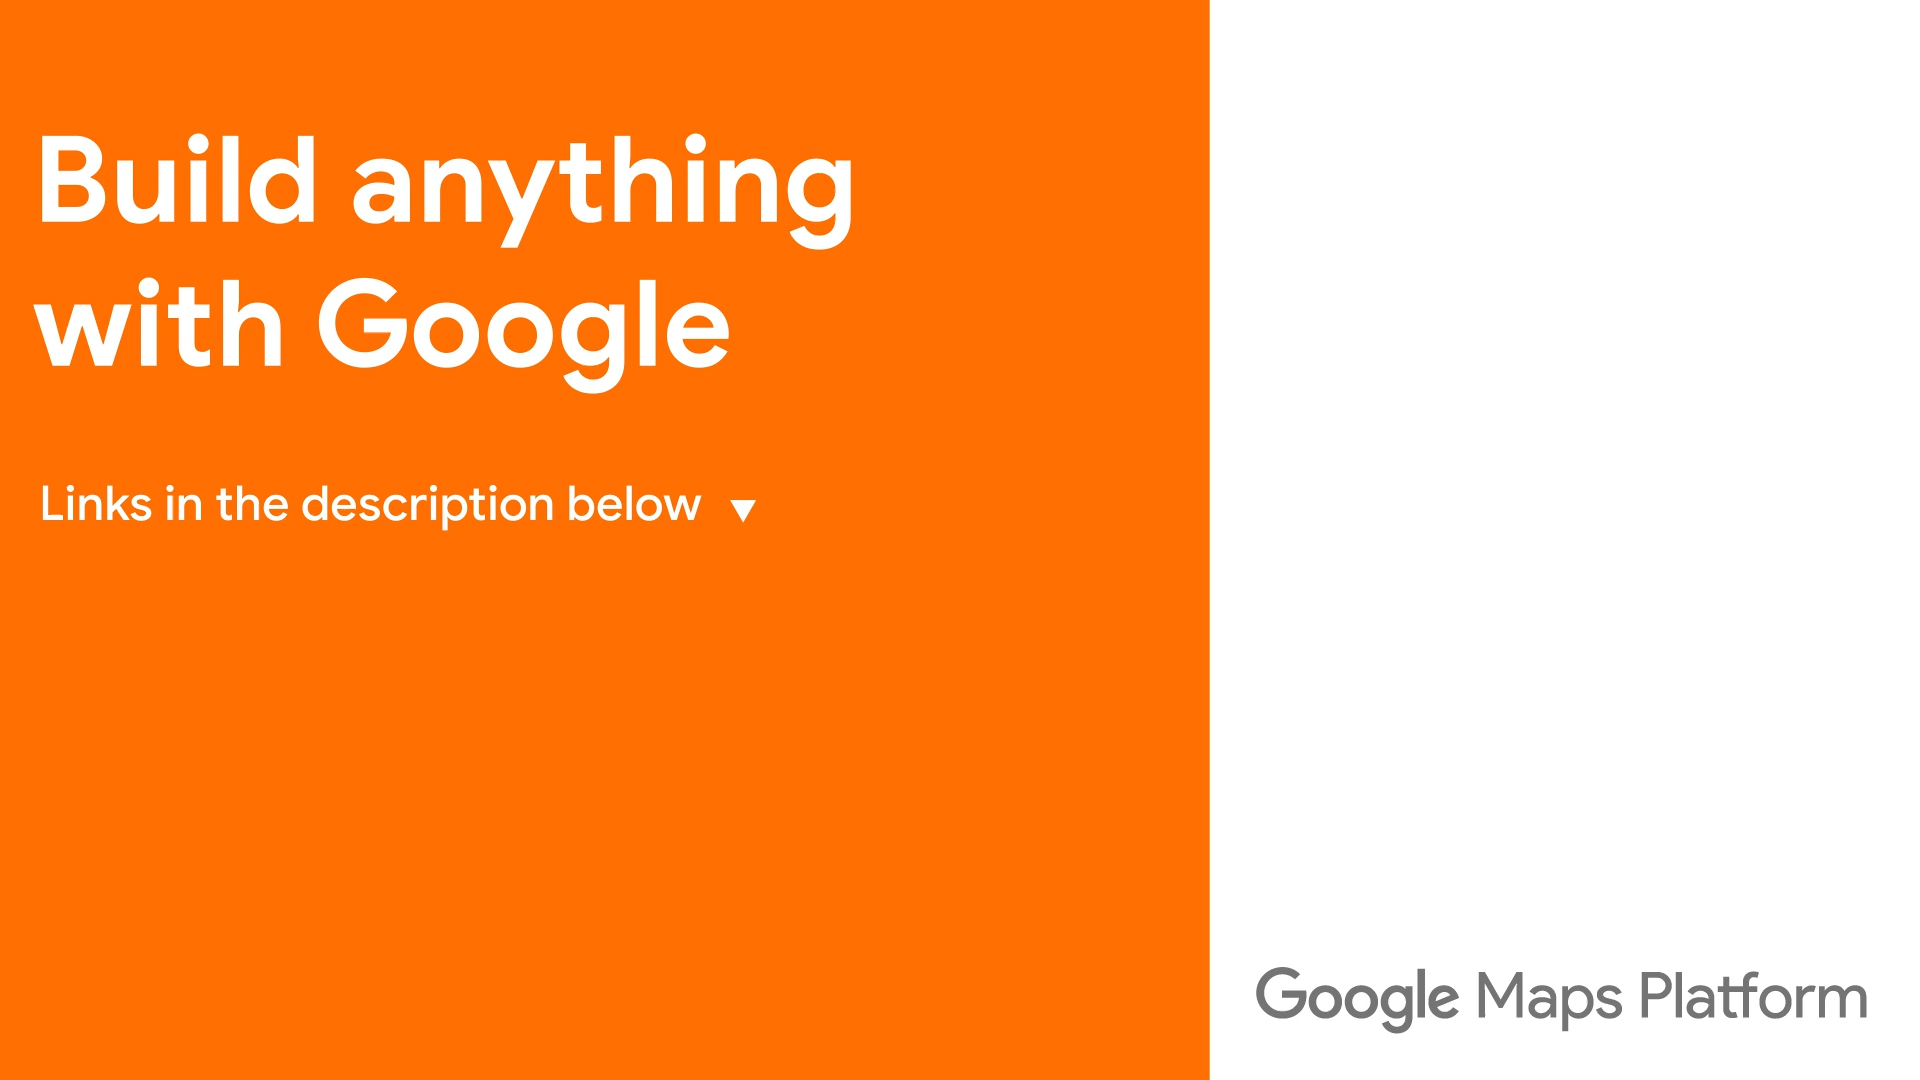 Build anything
with Google
Links in the description below ▼
Google Maps Platform